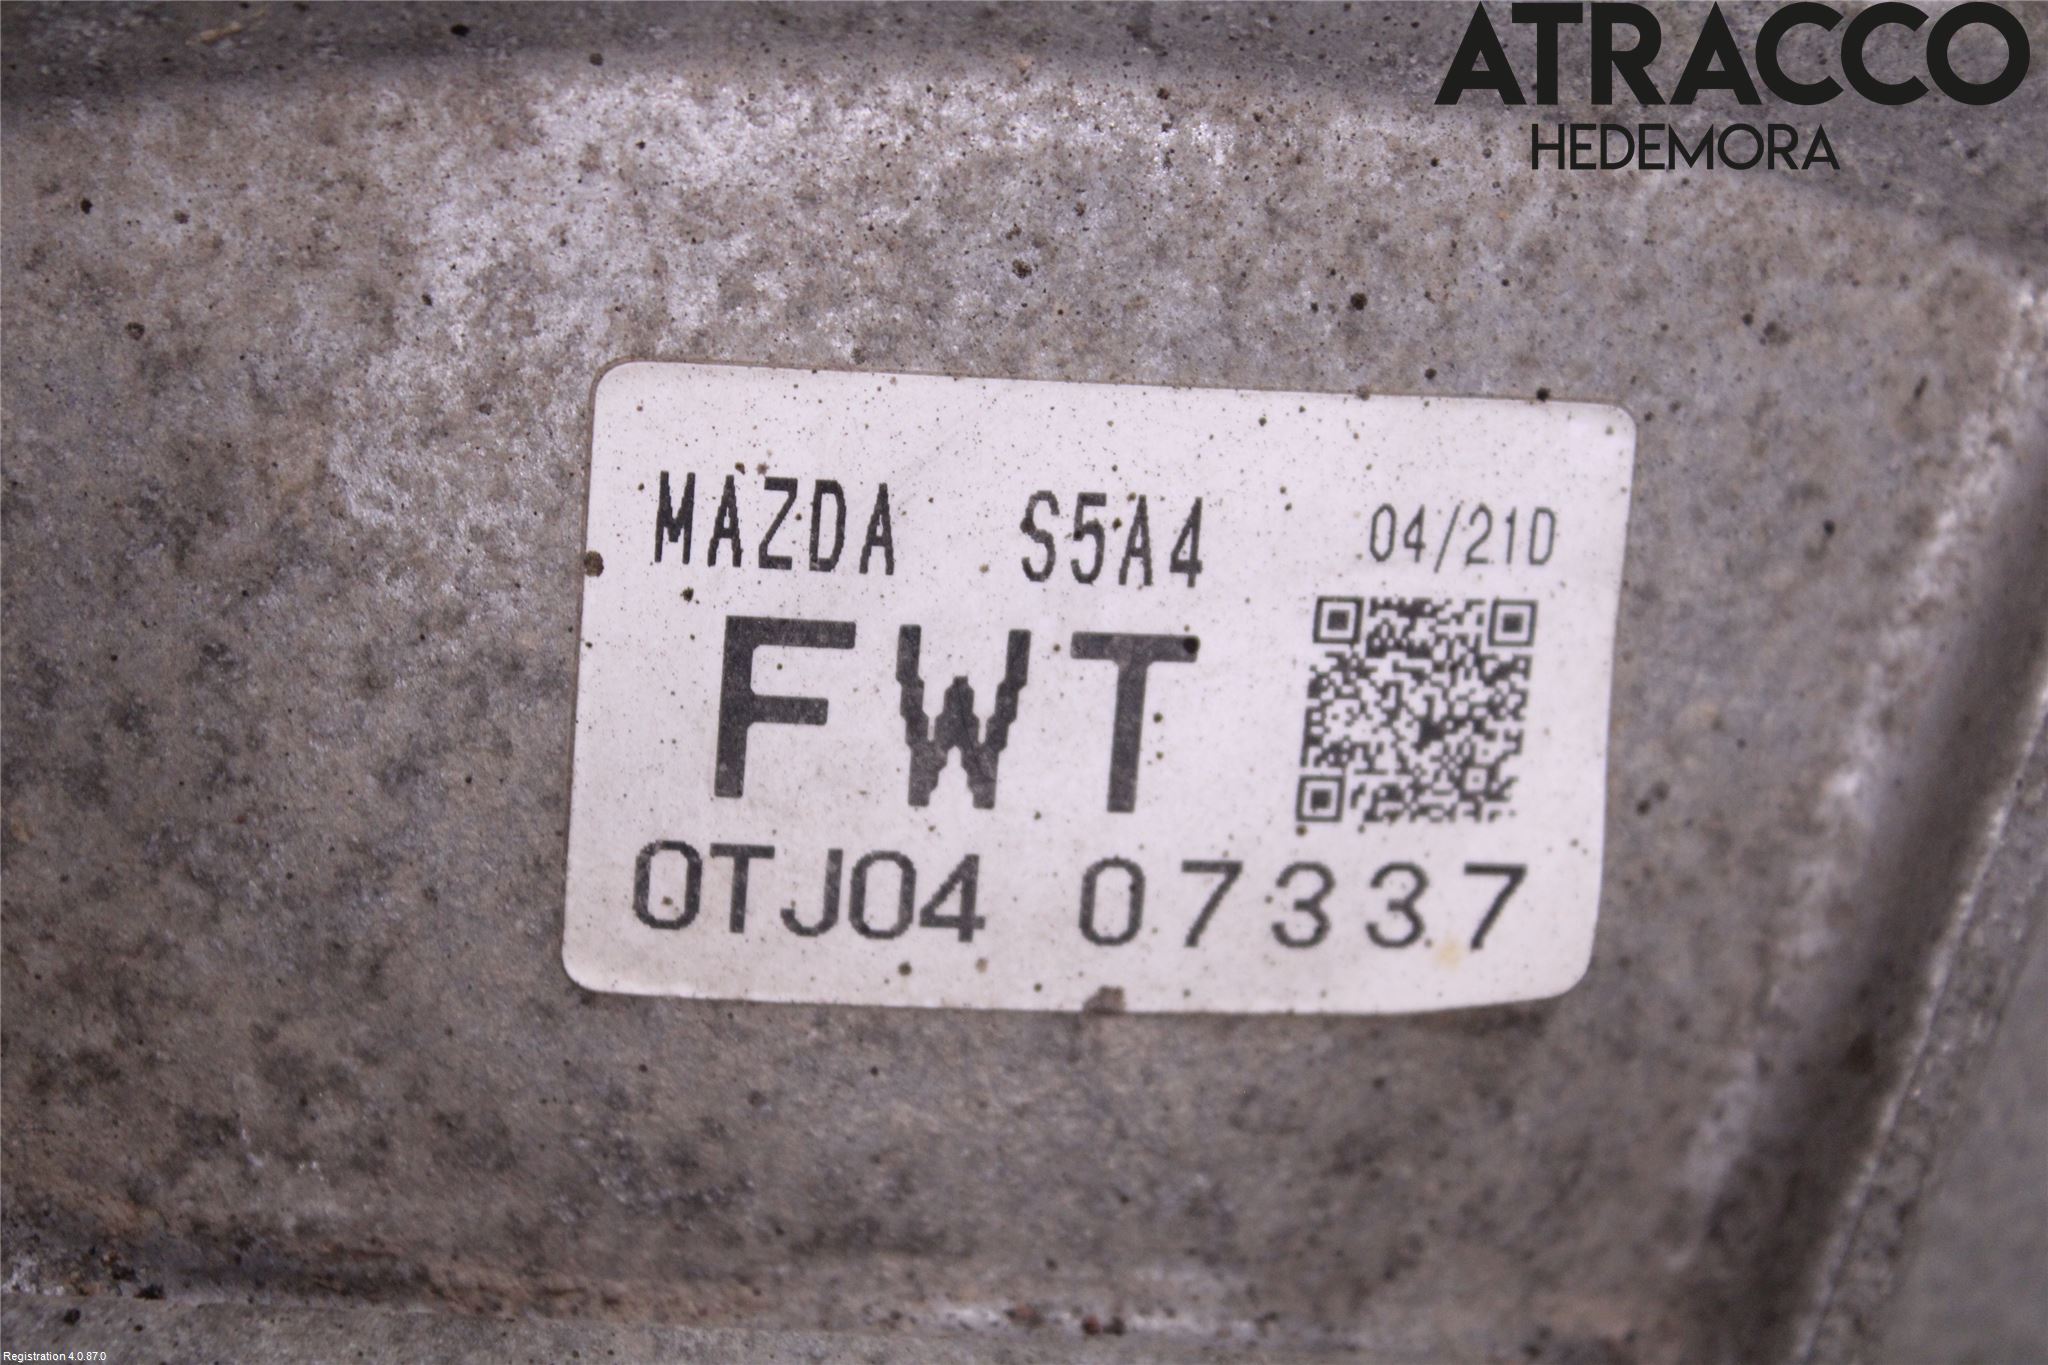 ATRACCO
HEDEMORA
MAZDA S5A4 04/21D
FWT
0TJ04 07337
Registration 4.0.87.0